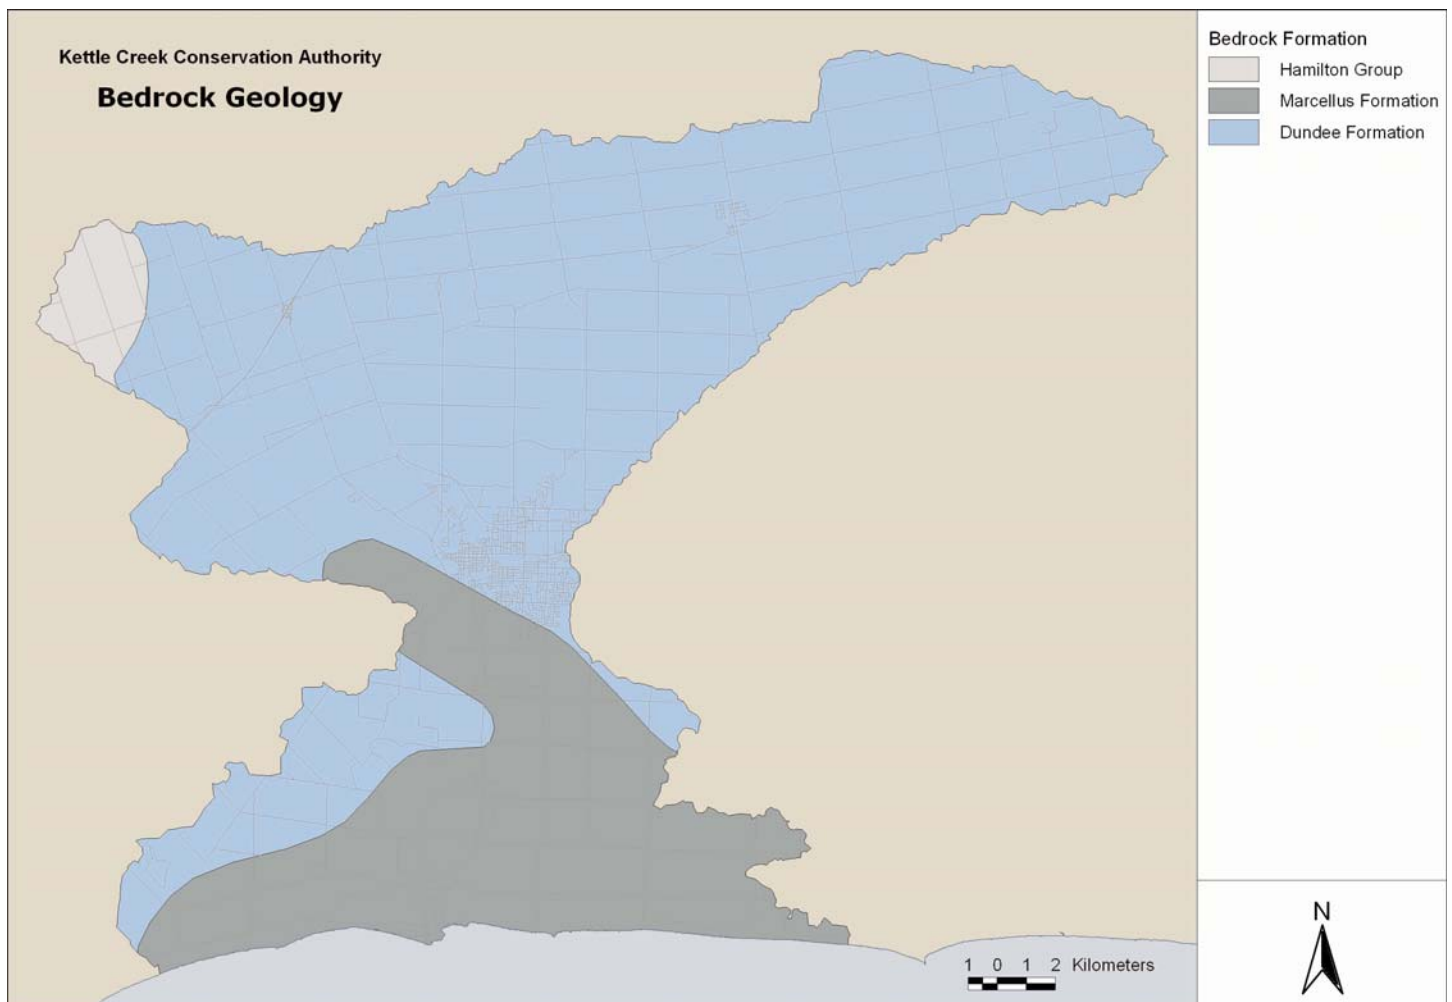 Kettle Creek Conservation Authority
Bedrock Geology
Bedrock Formation
Hamilton Group
Marcellus Formation
Dundee Formation
N
1 0 1 2 Kilometers